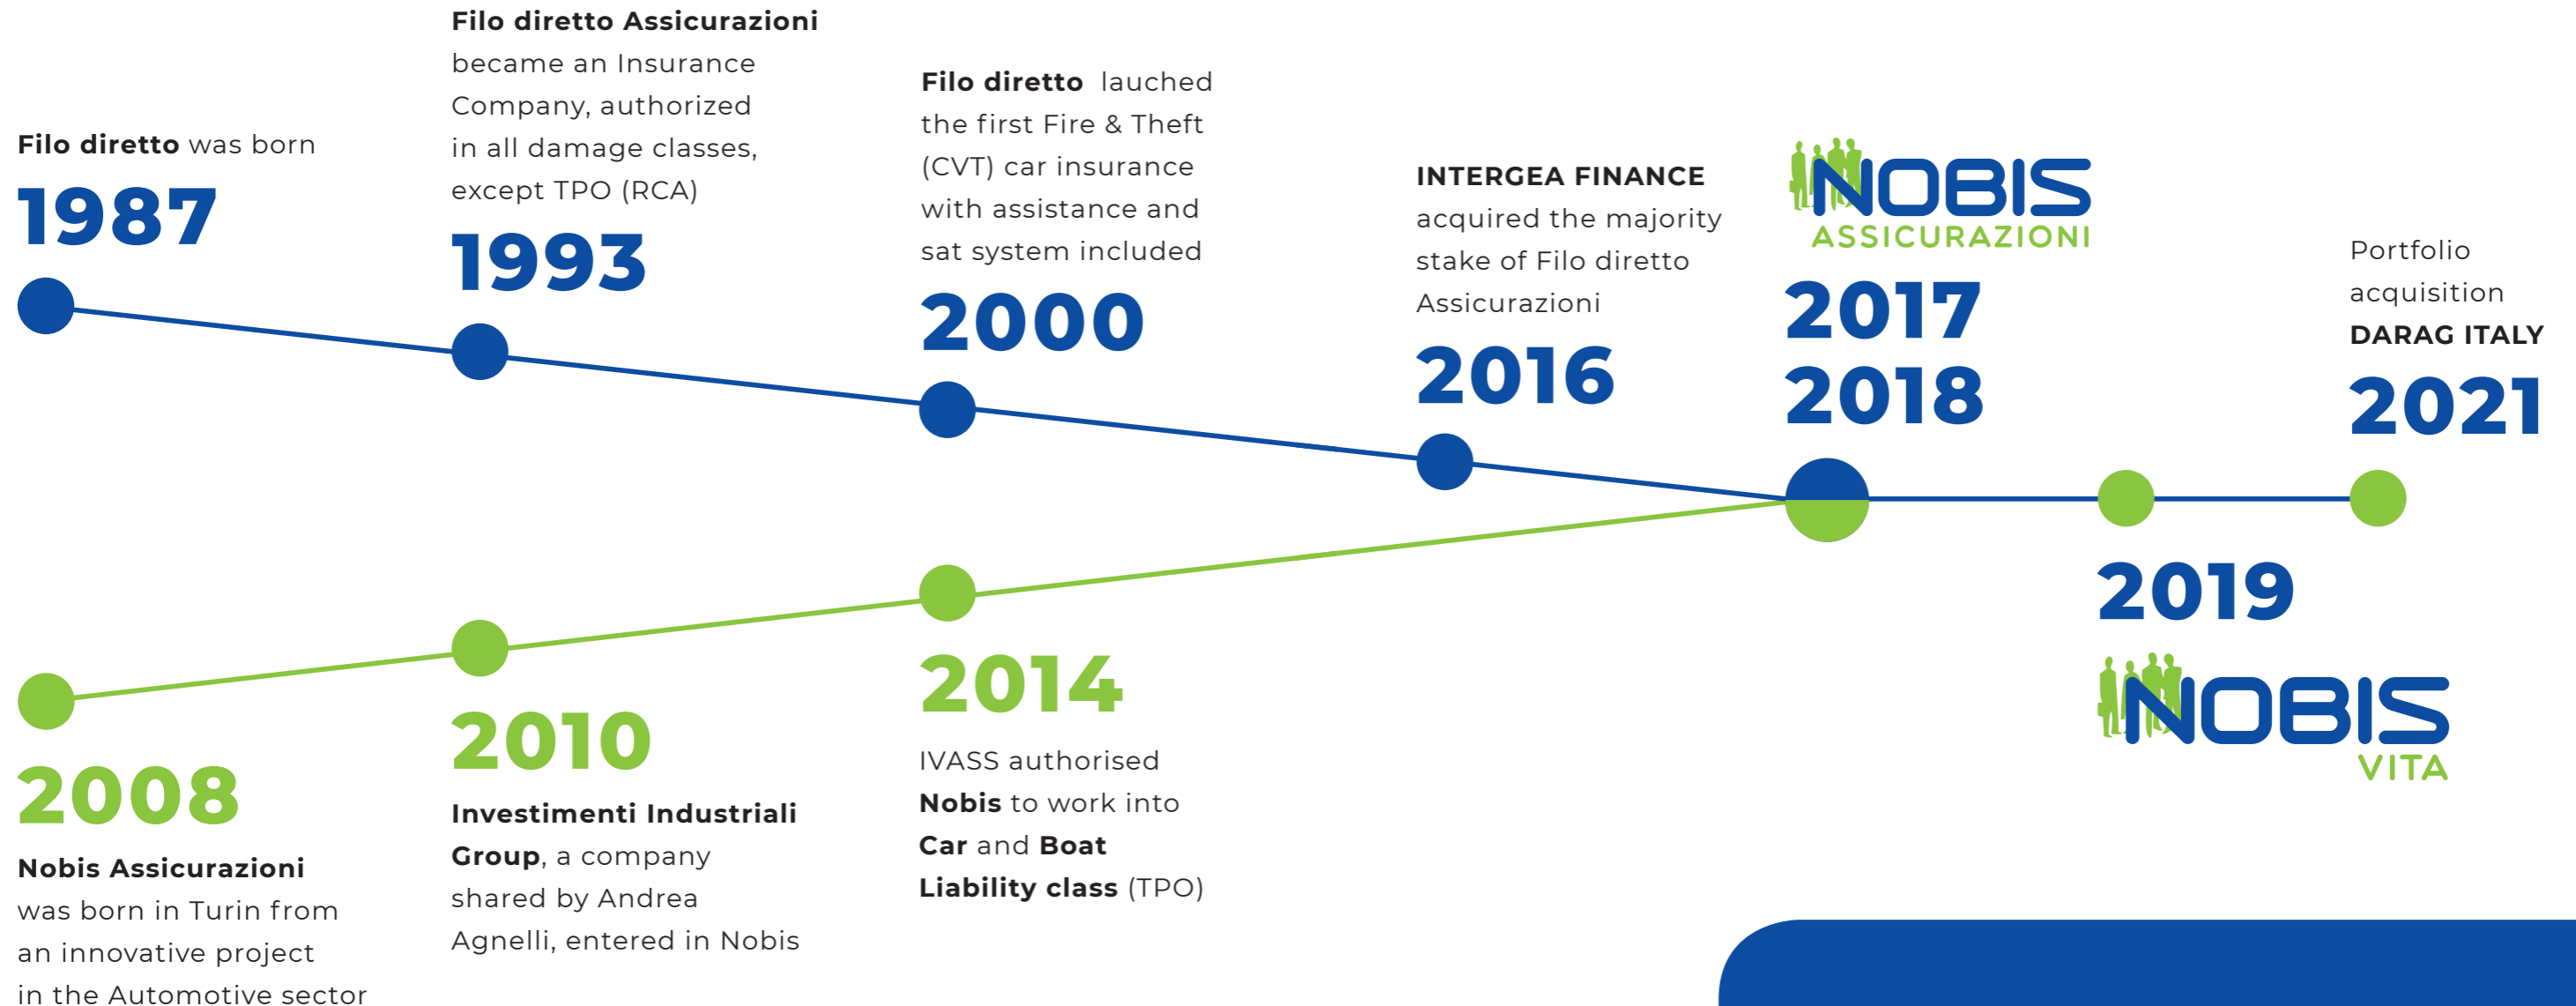 Filo diretto was born
1987
Filo diretto Assicurazioni
became an Insurance
Company, authorized
in all damage classes,
except TPO (RCA)
1993
Filo diretto lauched
the first Fire & Theft
(CVT) car insurance
with assistance and
sat system included
2000
INTERGEA FINANCE
acquired the majority
stake of Filo diretto
Assicurazioni
2016
NOBIS
ASSICURAZIONI
2017
2018
Portfolio
acquisition
DARAG ITALY
2021
2008
Nobis Assicurazioni
was born in Turin from
an innovative project
in the Automotive sector
2010
Investimenti Industriali
Group, a company
shared by Andrea
Agnelli, entered in Nobis
2014
IVASS authorised
Nobis to work into
Car and Boat
Liability class (TPO)
2019
NOBIS
VITA